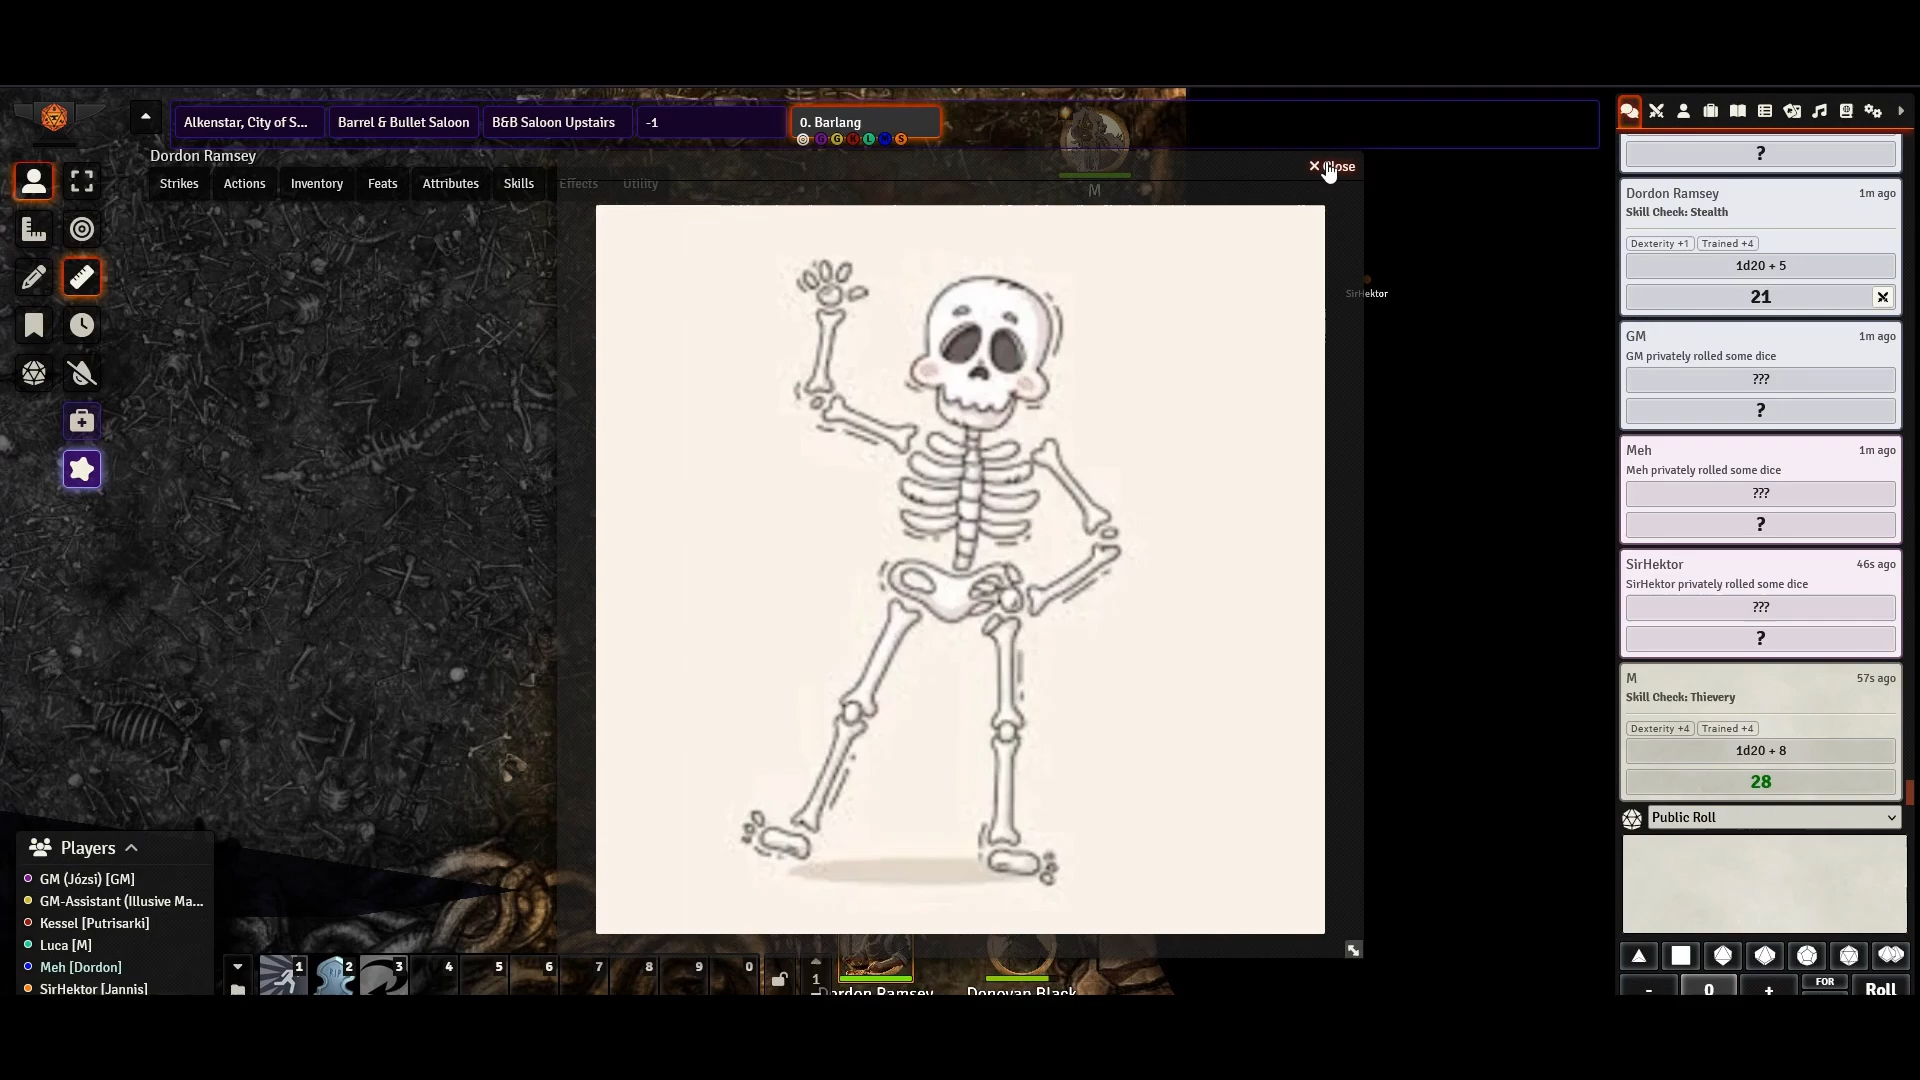 Alkenstar, City of S...
Barrel & Bullet Saloon
B&B Saloon Upstairs
-1
0. Barlang
G G K L M S
Dordon Ramsey
Close
Strikes
Actions
Inventory
Feats
Attributes
Skills
Effects
Utility
M
SirHektor
?
Dordon Ramsey
1m ago
Skill Check: Stealth
Dexterity +1
Trained +4
1d20 + 5
21
GM
1m ago
GM privately rolled some dice
???
?
Meh
1m ago
Meh privately rolled some dice
???
?
SirHektor
46s ago
SirHektor privately rolled some dice
???
?
M
57s ago
Skill Check: Thievery
Dexterity +4
Trained +4
1d20 + 8
28
Public Roll
Players
GM (Józsi) [GM]
GM-Assistant (Illusive Ma...
Kessel [Putrisarki]
Luca [M]
Meh [Dordon]
SirHektor [Jannis]
RIP
1 2 3 4 5 6 7 8 9 0
1
Ramsey
Donovan Black
- 0 +
FOR
Roll